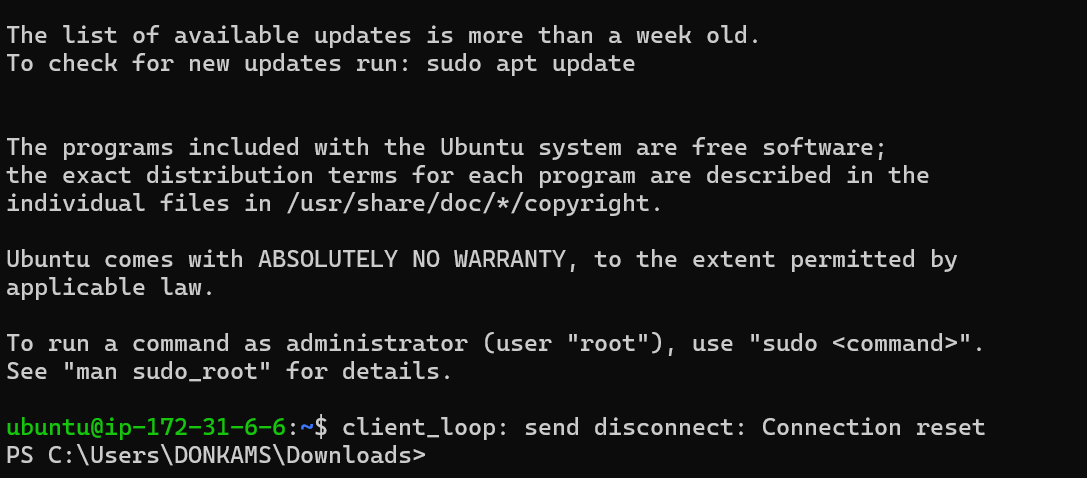 The list of available updates is more than a week old.
To check for new updates run: sudo apt update
The programs included with the Ubuntu system are free software;
the exact distribution terms for each program are described in the
individual files in /usr/share/doc/*/copyright.
Ubuntu comes with ABSOLUTELY NO WARRANTY, to the extent permitted by
applicable law.
To run a command as administrator (user "root"), use "sudo <command>".
See "man sudo_root" for details.
ubuntu@ip-172-31-6-6:~$ client_loop: send disconnect: Connection reset
PS C:\Users\DONKAMS\Downloads>